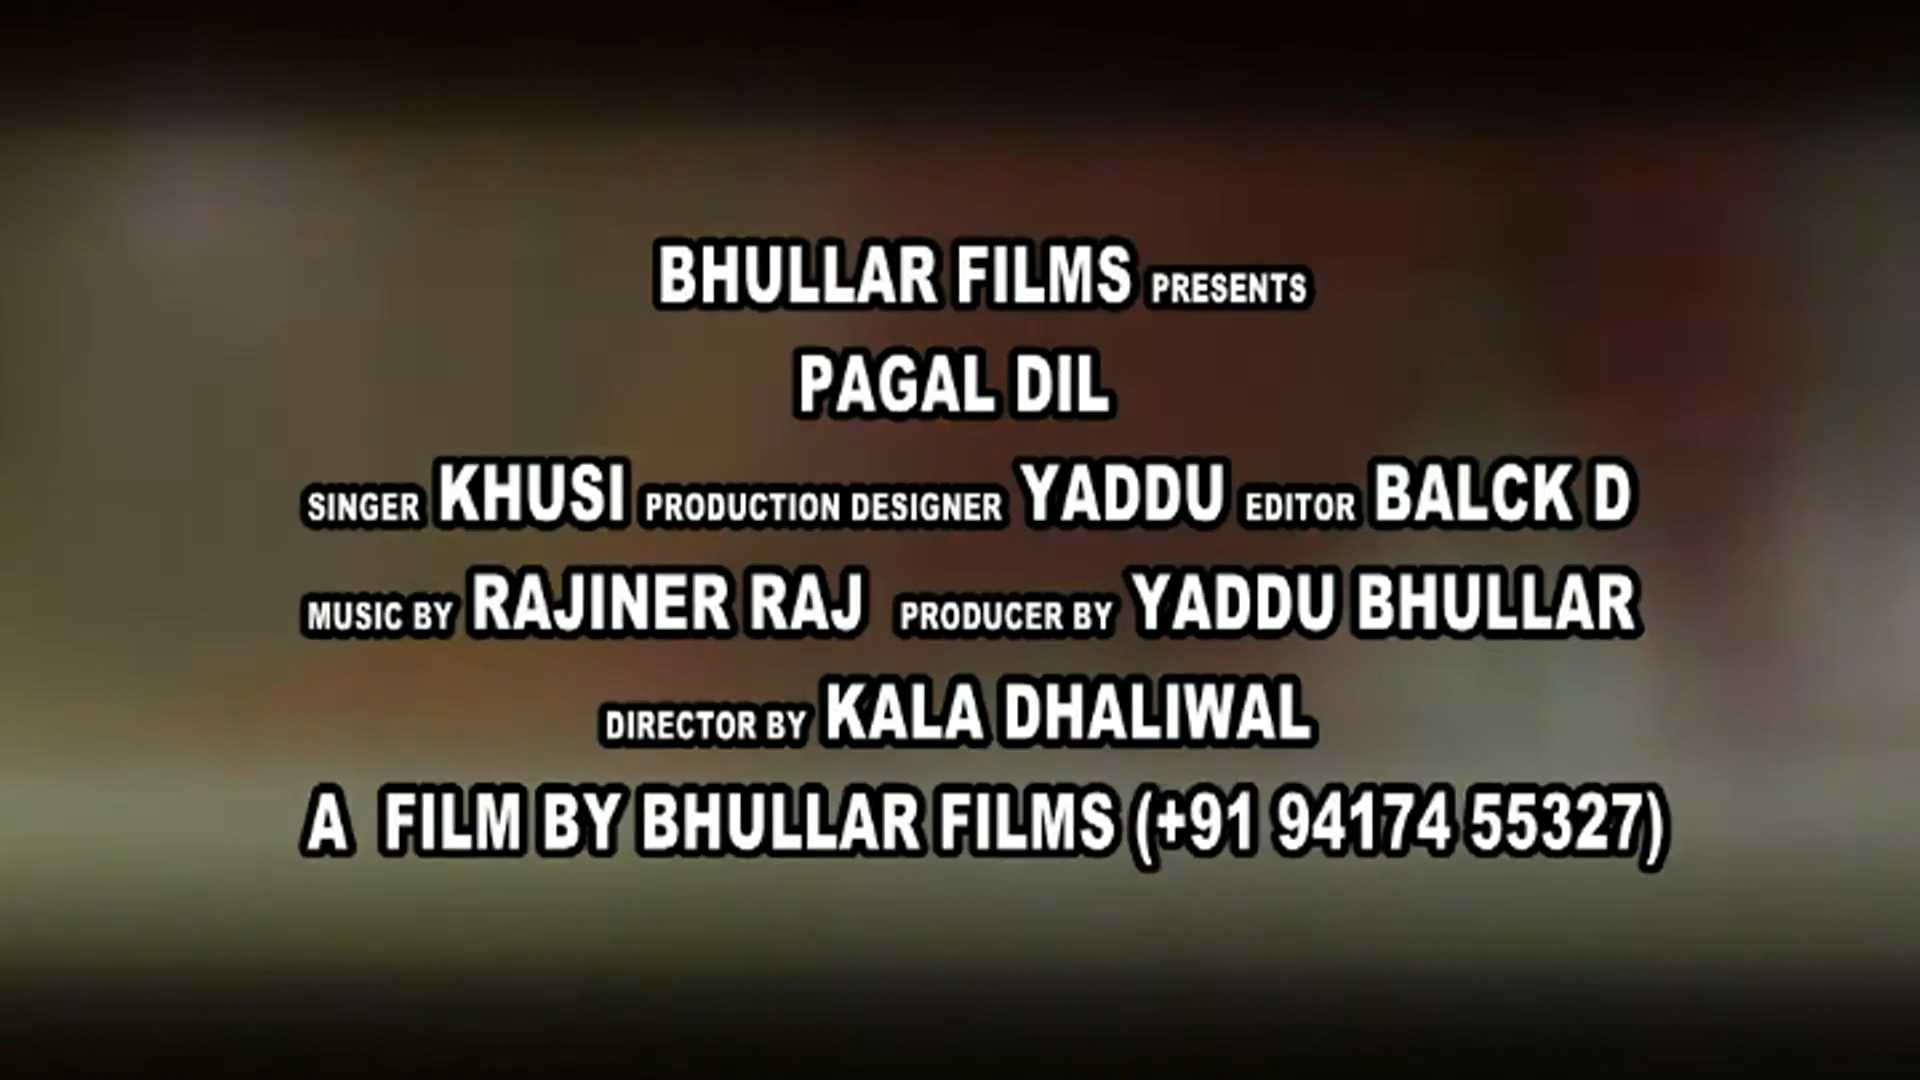 BHULLAR FILMS PRESENTS
PAGAL DIL
SINGER KHUSI PRODUCTION DESIGNER YADDU EDITOR BALCK D
MUSIC BY RAJINER RAJ PRODUCER BY YADDU BHULLAR
DIRECTOR BY KALA DHALIWAL
A FILM BY BHULLAR FILMS (+91 94174 55327)